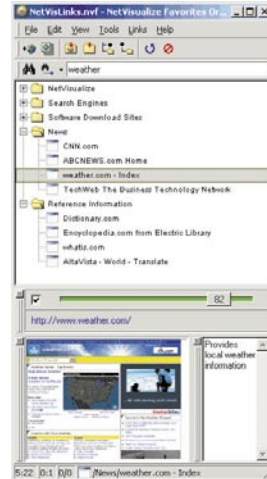 NetVisLinks.nvf - NetVisualize Favorites Or...
File Edit View Tools Links Help
weather
NetVisualize
Search Engines
Software Download Sites
News
CNN.com
ABCNEWS.com Home
weather.com - Index
TechWeb The Business Technology Network
Reference Information
Dictionary.com
Encyclopedia.com from Electric Library
whatis.com
AltaVista - World - Translate
82
http://www.weather.com/
Provides
local weather
information
5:22 0:1 0/0 /News/weather.com - Index